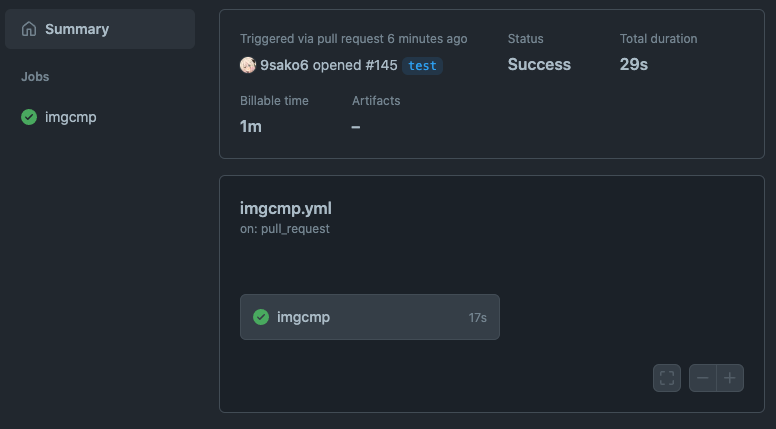 Summary
Jobs
imgcmp
Triggered via pull request 6 minutes ago
9sako6 opened #145 test
Status
Success
Total duration
29s
Billable time
1m
Artifacts
–
imgcmp.yml
on: pull_request
imgcmp 17s